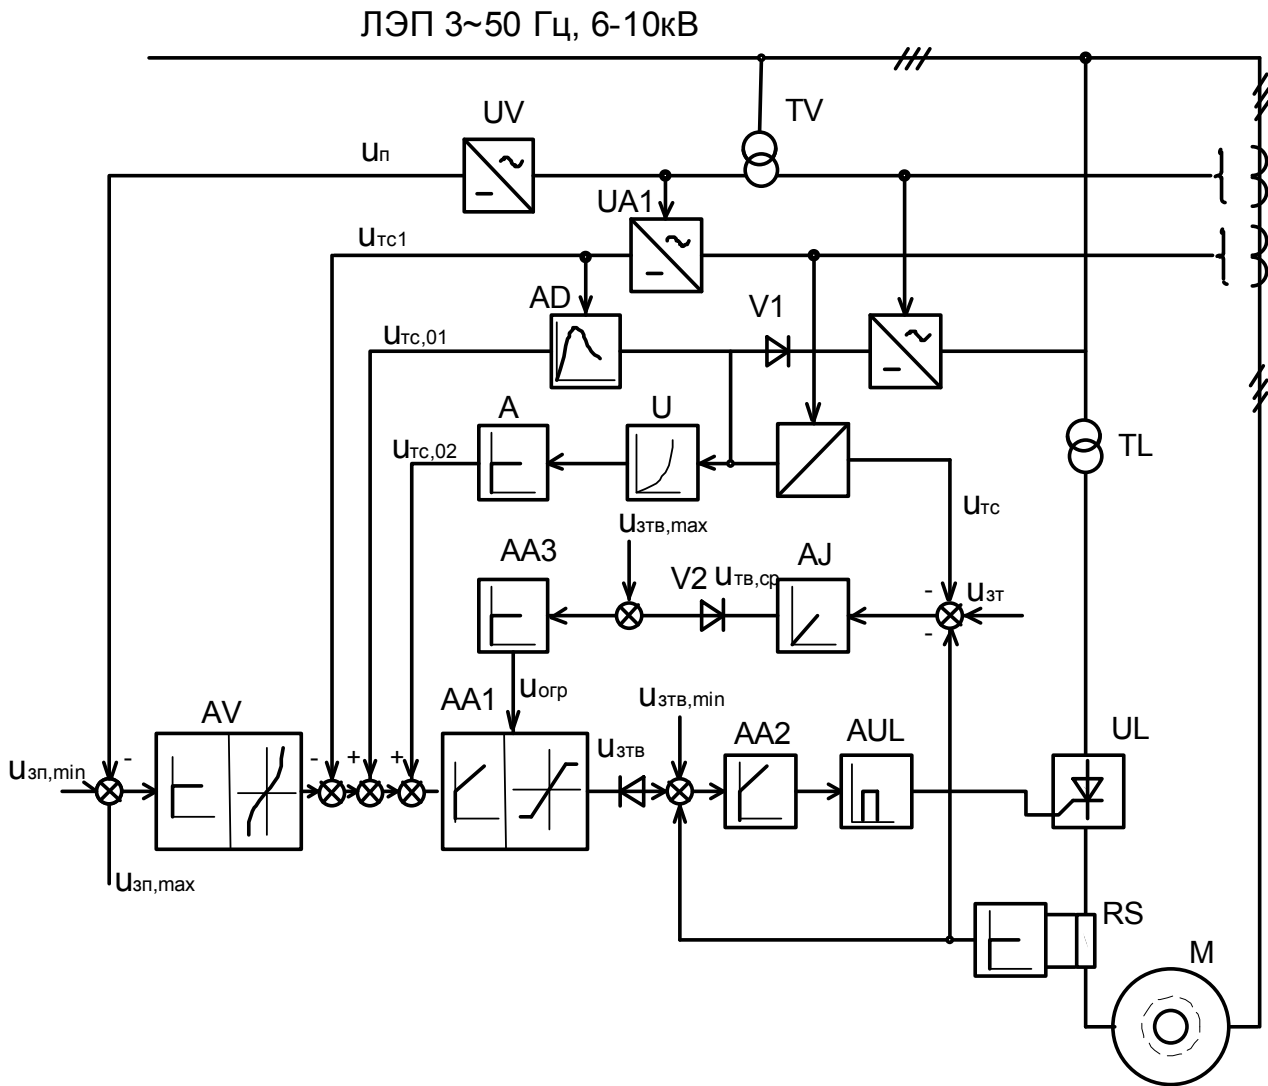 ЛЭП 3~50 Гц, 6-10кВ
TV
UV
uп
UA1
uтс1
AD
V1
uтс,01
A
U
uтс,02
TL
uтс
uзтв,max
AA3
V2
uтв,ср
AJ
-
uзт
-
uогр
AA1
uзтв,min
AV
uзтв
AA2
AUL
UL
-
-
+
+
uзп,min
uзп,max
RS
M